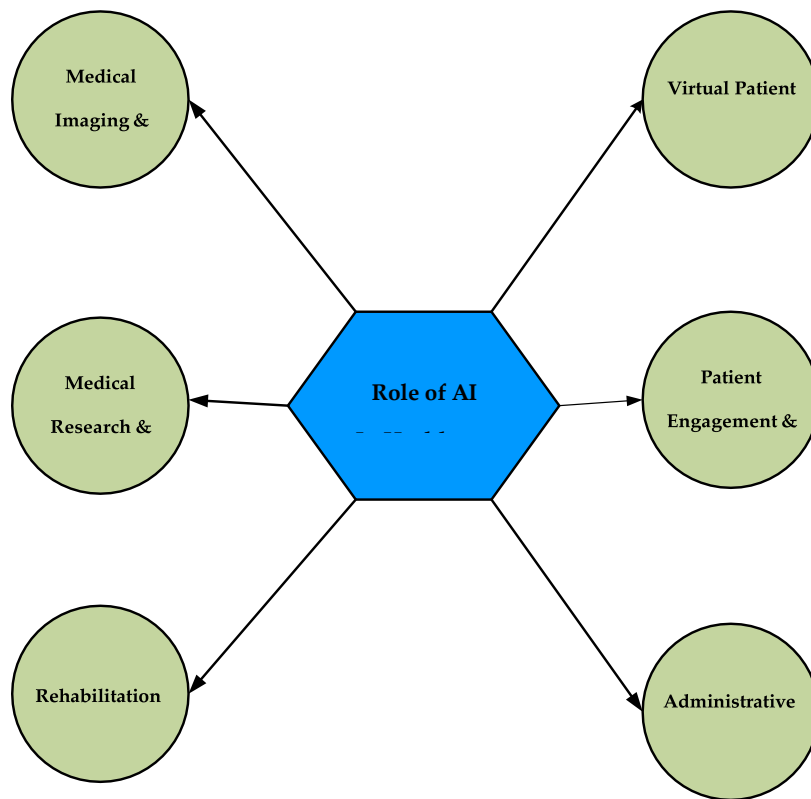 Medical
Imaging &
Virtual Patient
Medical
Research &
Role of AI
Patient
Engagement &
Rehabilitation
Administrative